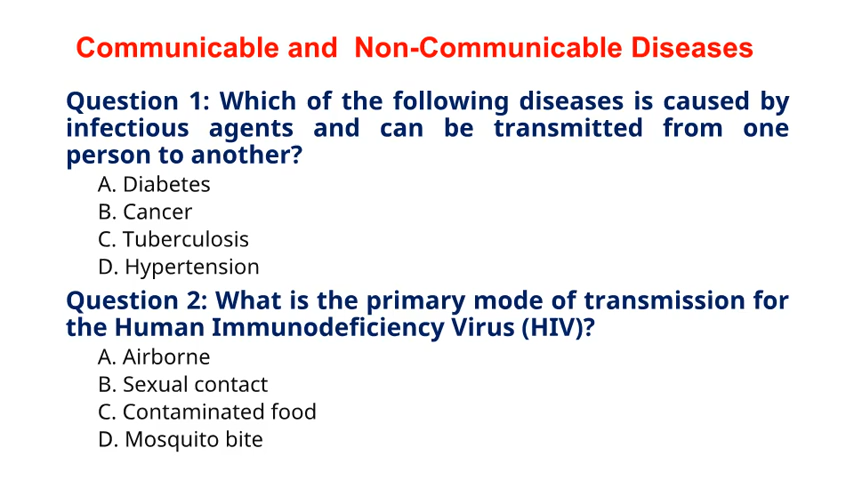 Communicable and Non-Communicable Diseases
Question 1: Which of the following diseases is caused by
infectious agents and can be transmitted from one
person to another?
A. Diabetes
B. Cancer
C. Tuberculosis
D. Hypertension
Question 2: What is the primary mode of transmission for
the Human Immunodeficiency Virus (HIV)?
A. Airborne
B. Sexual contact
C. Contaminated food
D. Mosquito bite